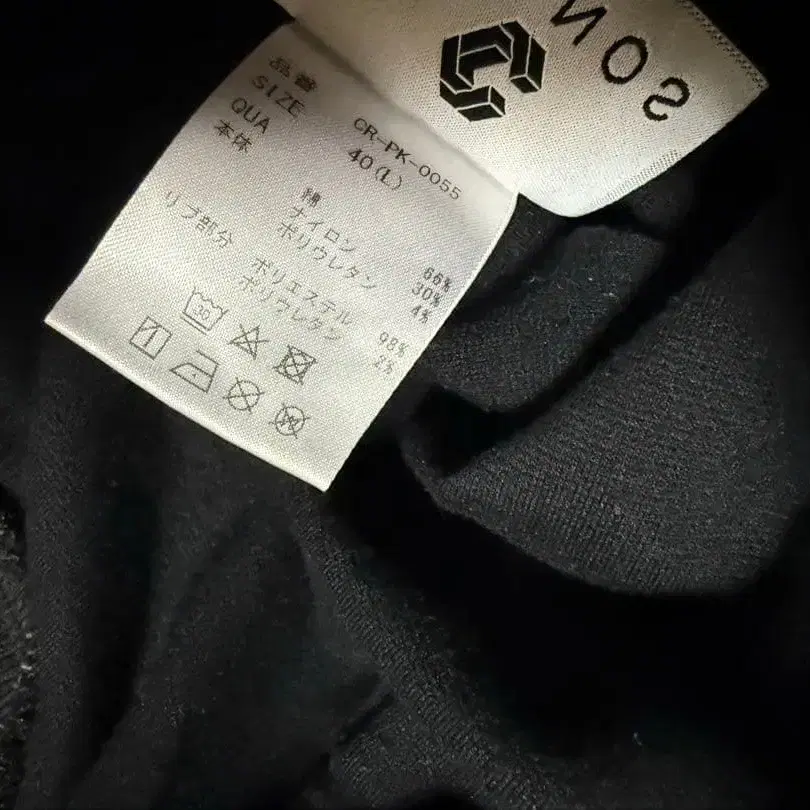 NOS
品番 CR-PK-0055
SIZE 40(L)
QUA
本体 綿 66%
ナイロン 30%
ポリウレタン 4%
リブ部分 ポリエステル 98%
ポリウレタン 2%
30
W